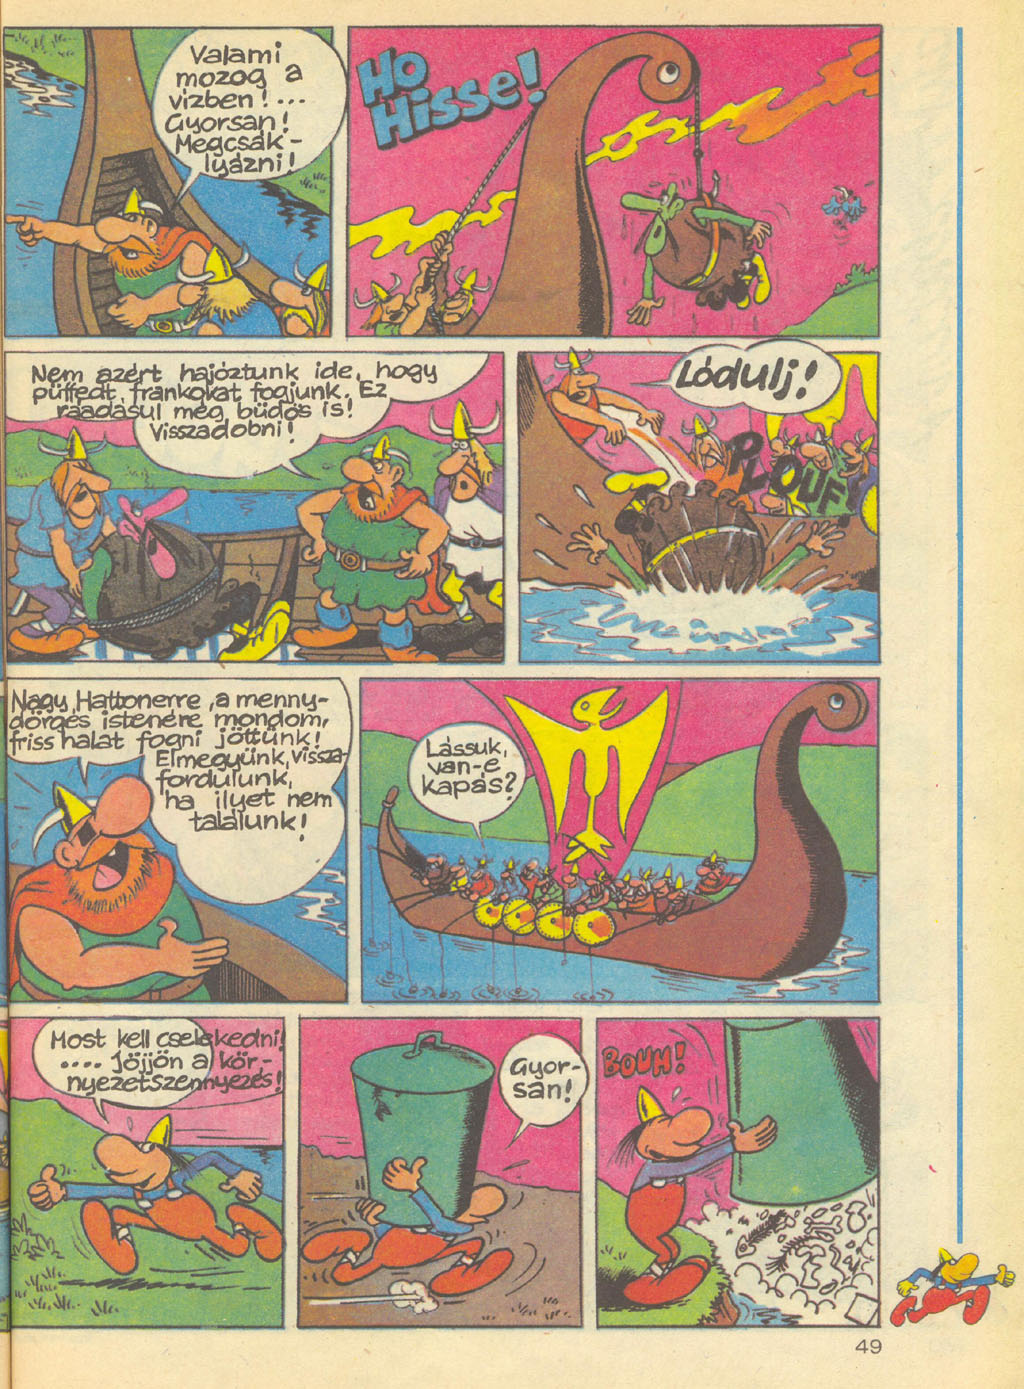 Valami
mozog a
vizben!...
Gyorsan!
Megcsák-
lyázni!
Ho
Hisse!
Nem azért hajóztunk ide, hogy
püffedt frankokat fogjunk. Ez
ráadásul még büdös is!
Visszadobni!
Lódulj!
PLOUF
Nagy Hattonerre, a menny-
dörgés istenére mondom,
friss halat fogni jöttünk!
Elmegyünk, vissza-
fordulunk,
ha ilyet nem
találunk!
Lássuk,
van-e
kapás?
Most kell cselekedni!
.... Jöjjön a kör-
nyezetszennyezés!
Gyor-
san!
BOUH!
49